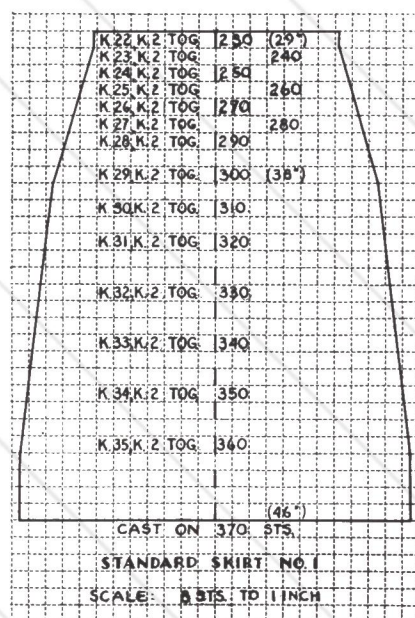 K 22, K.2 TOG. 230 (29")
K 23, K.2 TOG. 240
K 24, K.2 TOG. 250
K 25, K.2 TOG. 260
K 26, K.2 TOG. 270
K 27, K.2 TOG. 280
K 28, K.2 TOG. 290
K 29, K.2 TOG. 300 (38")
K 30, K.2 TOG. 310
K 31, K.2 TOG. 320
K 32, K.2 TOG. 330
K 33, K.2 TOG. 340
K 34, K.2 TOG. 350
K 35, K.2 TOG. 360
(46")
CAST ON 370 STS.
STANDARD SKIRT NO. 1
SCALE: 8 STS. TO 1 INCH